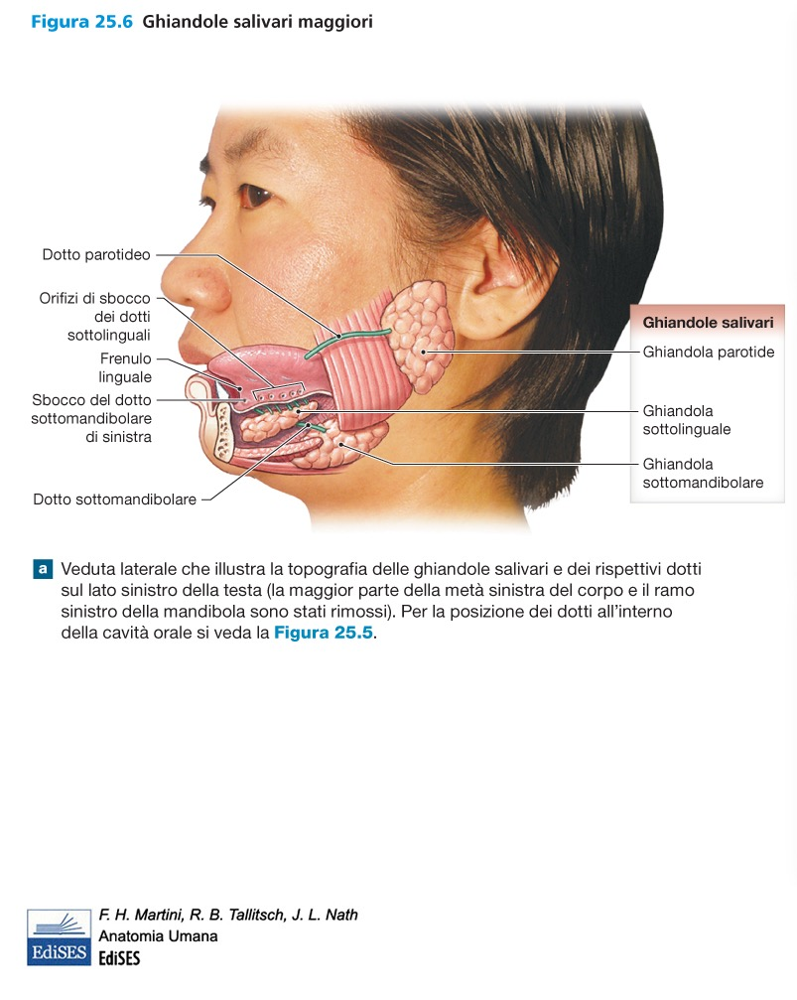 Figura 25.6 Ghiandole salivari maggiori
Dotto parotideo
Orifizi di sbocco
dei dotti
sottolinguali
Frenulo
linguale
Sbocco del dotto
sottomandibolare
di sinistra
Dotto sottomandibolare
Ghiandole salivari
Ghiandola parotide
Ghiandola
sottolinguale
Ghiandola
sottomandibolare
a Veduta laterale che illustra la topografia delle ghiandole salivari e dei rispettivi dotti
sul lato sinistro della testa (la maggior parte della metà sinistra del corpo e il ramo
sinistro della mandibola sono stati rimossi). Per la posizione dei dotti all’interno
della cavità orale si veda la Figura 25.5.
F. H. Martini, R. B. Tallitsch, J. L. Nath
Anatomia Umana
EdiSES
EdiSES